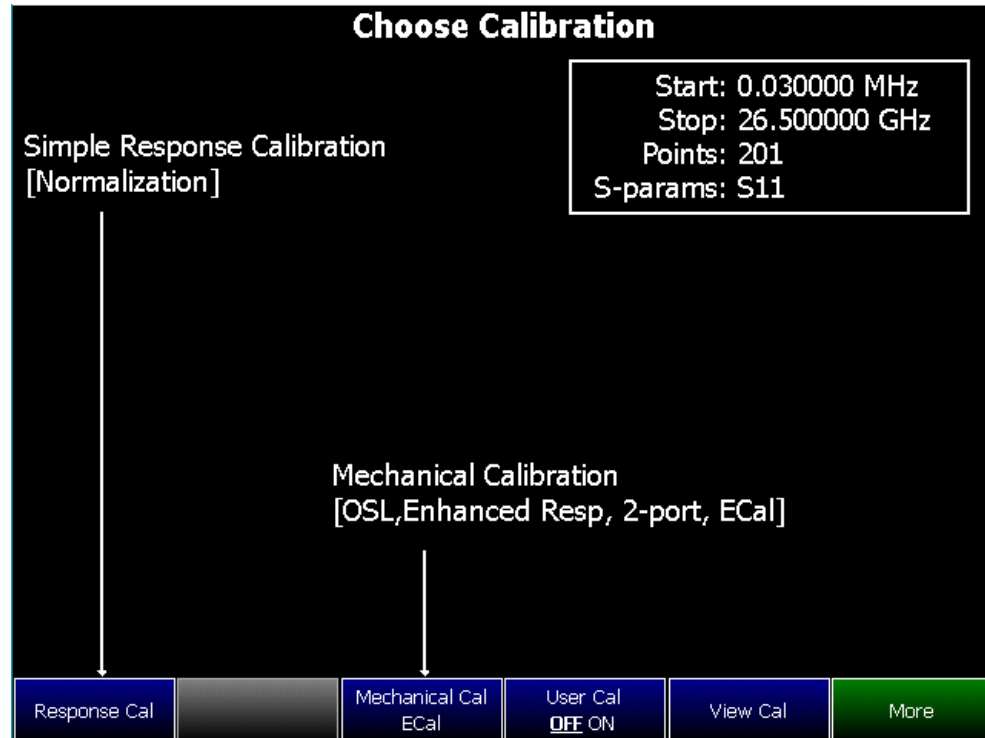 Choose Calibration
Start: 0.030000 MHz
Stop: 26.500000 GHz
Points: 201
S-params: S11
Simple Response Calibration
[Normalization]
Mechanical Calibration
[OSL,Enhanced Resp, 2-port, ECal]
Response Cal
Mechanical Cal
ECal
User Cal
OFF ON
View Cal
More